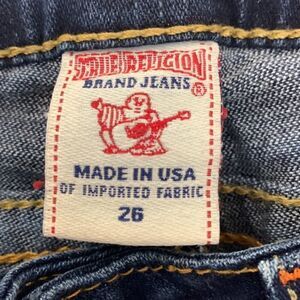 TRUE RELIGION
BRAND JEANS®
MADE IN USA
OF IMPORTED FABRIC
26